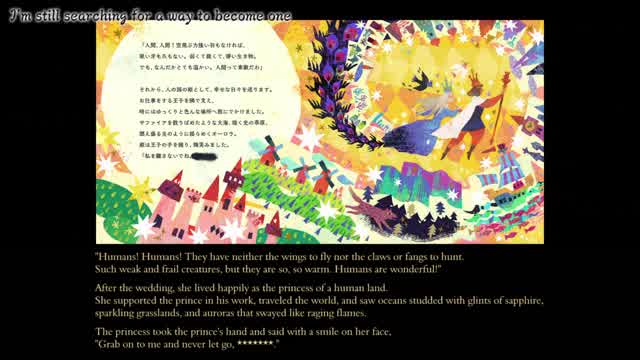 I'm still searching for a way to become one
「人間、人間！空飛ぶ力強い羽もなければ、
鋭い牙も爪もない。弱くて脆くて、儚い生き物。
でも、なんだかとても温かい。人間って素敵だわ」
それから、人の国の姫として、幸せな日々を送ります。
お仕事をする王子を隣で支え、
時にはゆっくりと色んな場所へ旅にでかけました。
サファイアを散りばめたような大海、煌く光の草原、
燃え盛る炎のように揺らめくオーロラ。
姫は王子の手を握り、微笑みました。
「私を離さないでね、
"Humans! Humans! They have neither the wings to fly nor the claws or fangs to hunt.
Such weak and frail creatures, but they are so, so warm. Humans are wonderful!"
After the wedding, she lived happily as the princess of a human land.
She supported the prince in his work, traveled the world, and saw oceans studded with glints of sapphire,
sparkling grasslands, and auroras that swayed like raging flames.
The princess took the prince's hand and said with a smile on her face,
"Grab on to me and never let go, *******."